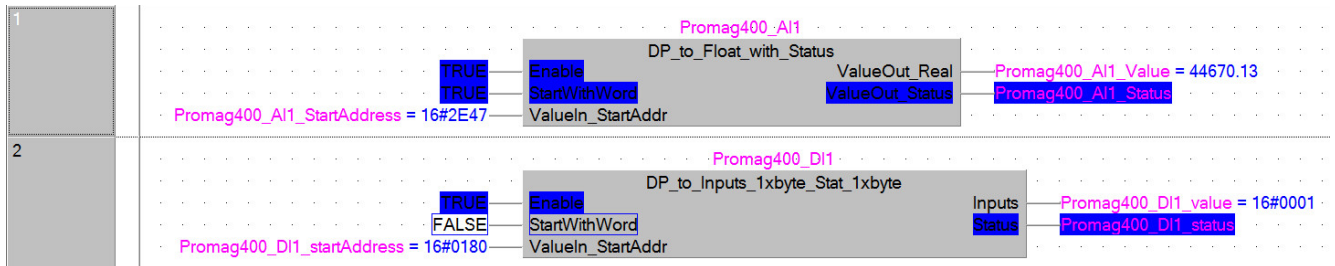 1
Promag400_AI1
DP_to_Float_with_Status
TRUE Enable ValueOut_Real Promag400_AI1_Value = 44670.13
TRUE StartWithWord ValueOut_Status Promag400_AI1_Status
Promag400_AI1_StartAddress = 16#2E47 ValueIn_StartAddr
2
Promag400_DI1
DP_to_Inputs_1xbyte_Stat_1xbyte
TRUE Enable Inputs Promag400_DI1_value = 16#0001
FALSE StartWithWord Status Promag400_DI1_status
Promag400_DI1_startAddress = 16#0180 ValueIn_StartAddr